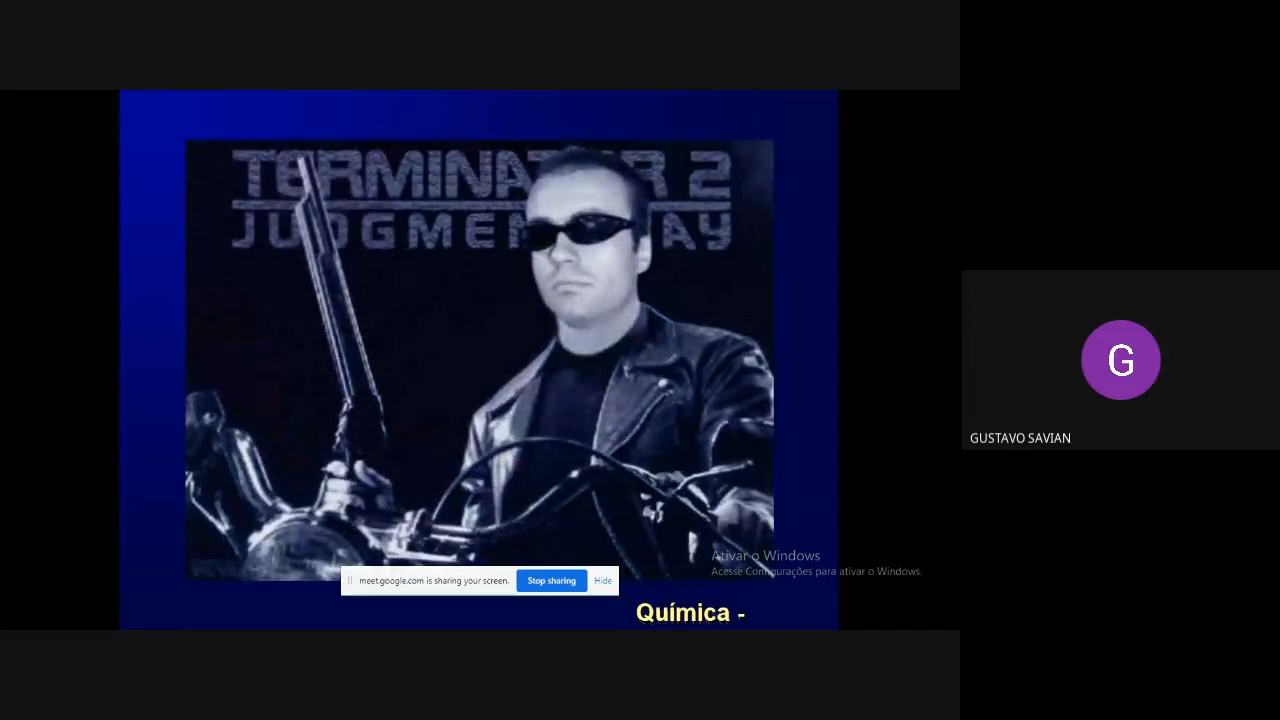 TERMINATOR 2
JUDGMENT DAY
Ativar o Windows
Acesse Configurações para ativar o Windows.
meet.google.com is sharing your screen.
Stop sharing
Hide
Química -
G
GUSTAVO SAVIAN